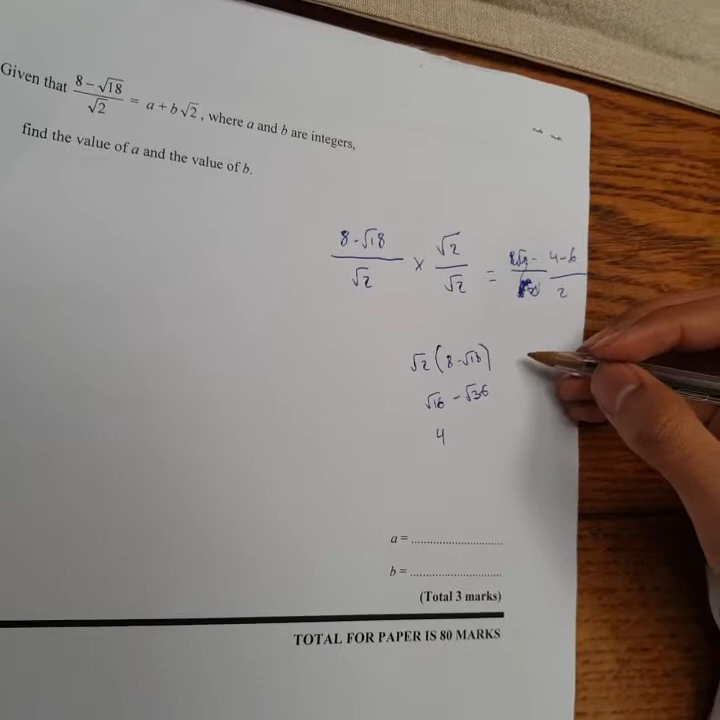 Given that (8 − √18)/√2 = a + b√2, where a and b are integers,
find the value of a and the value of b.
(8 - √18)/√2 × √2/√2 = 8√2 - 4 - 6/2
√2(8 - √18)
√16 - √36
4
a = ..............................
b = ..............................
(Total 3 marks)
TOTAL FOR PAPER IS 80 MARKS